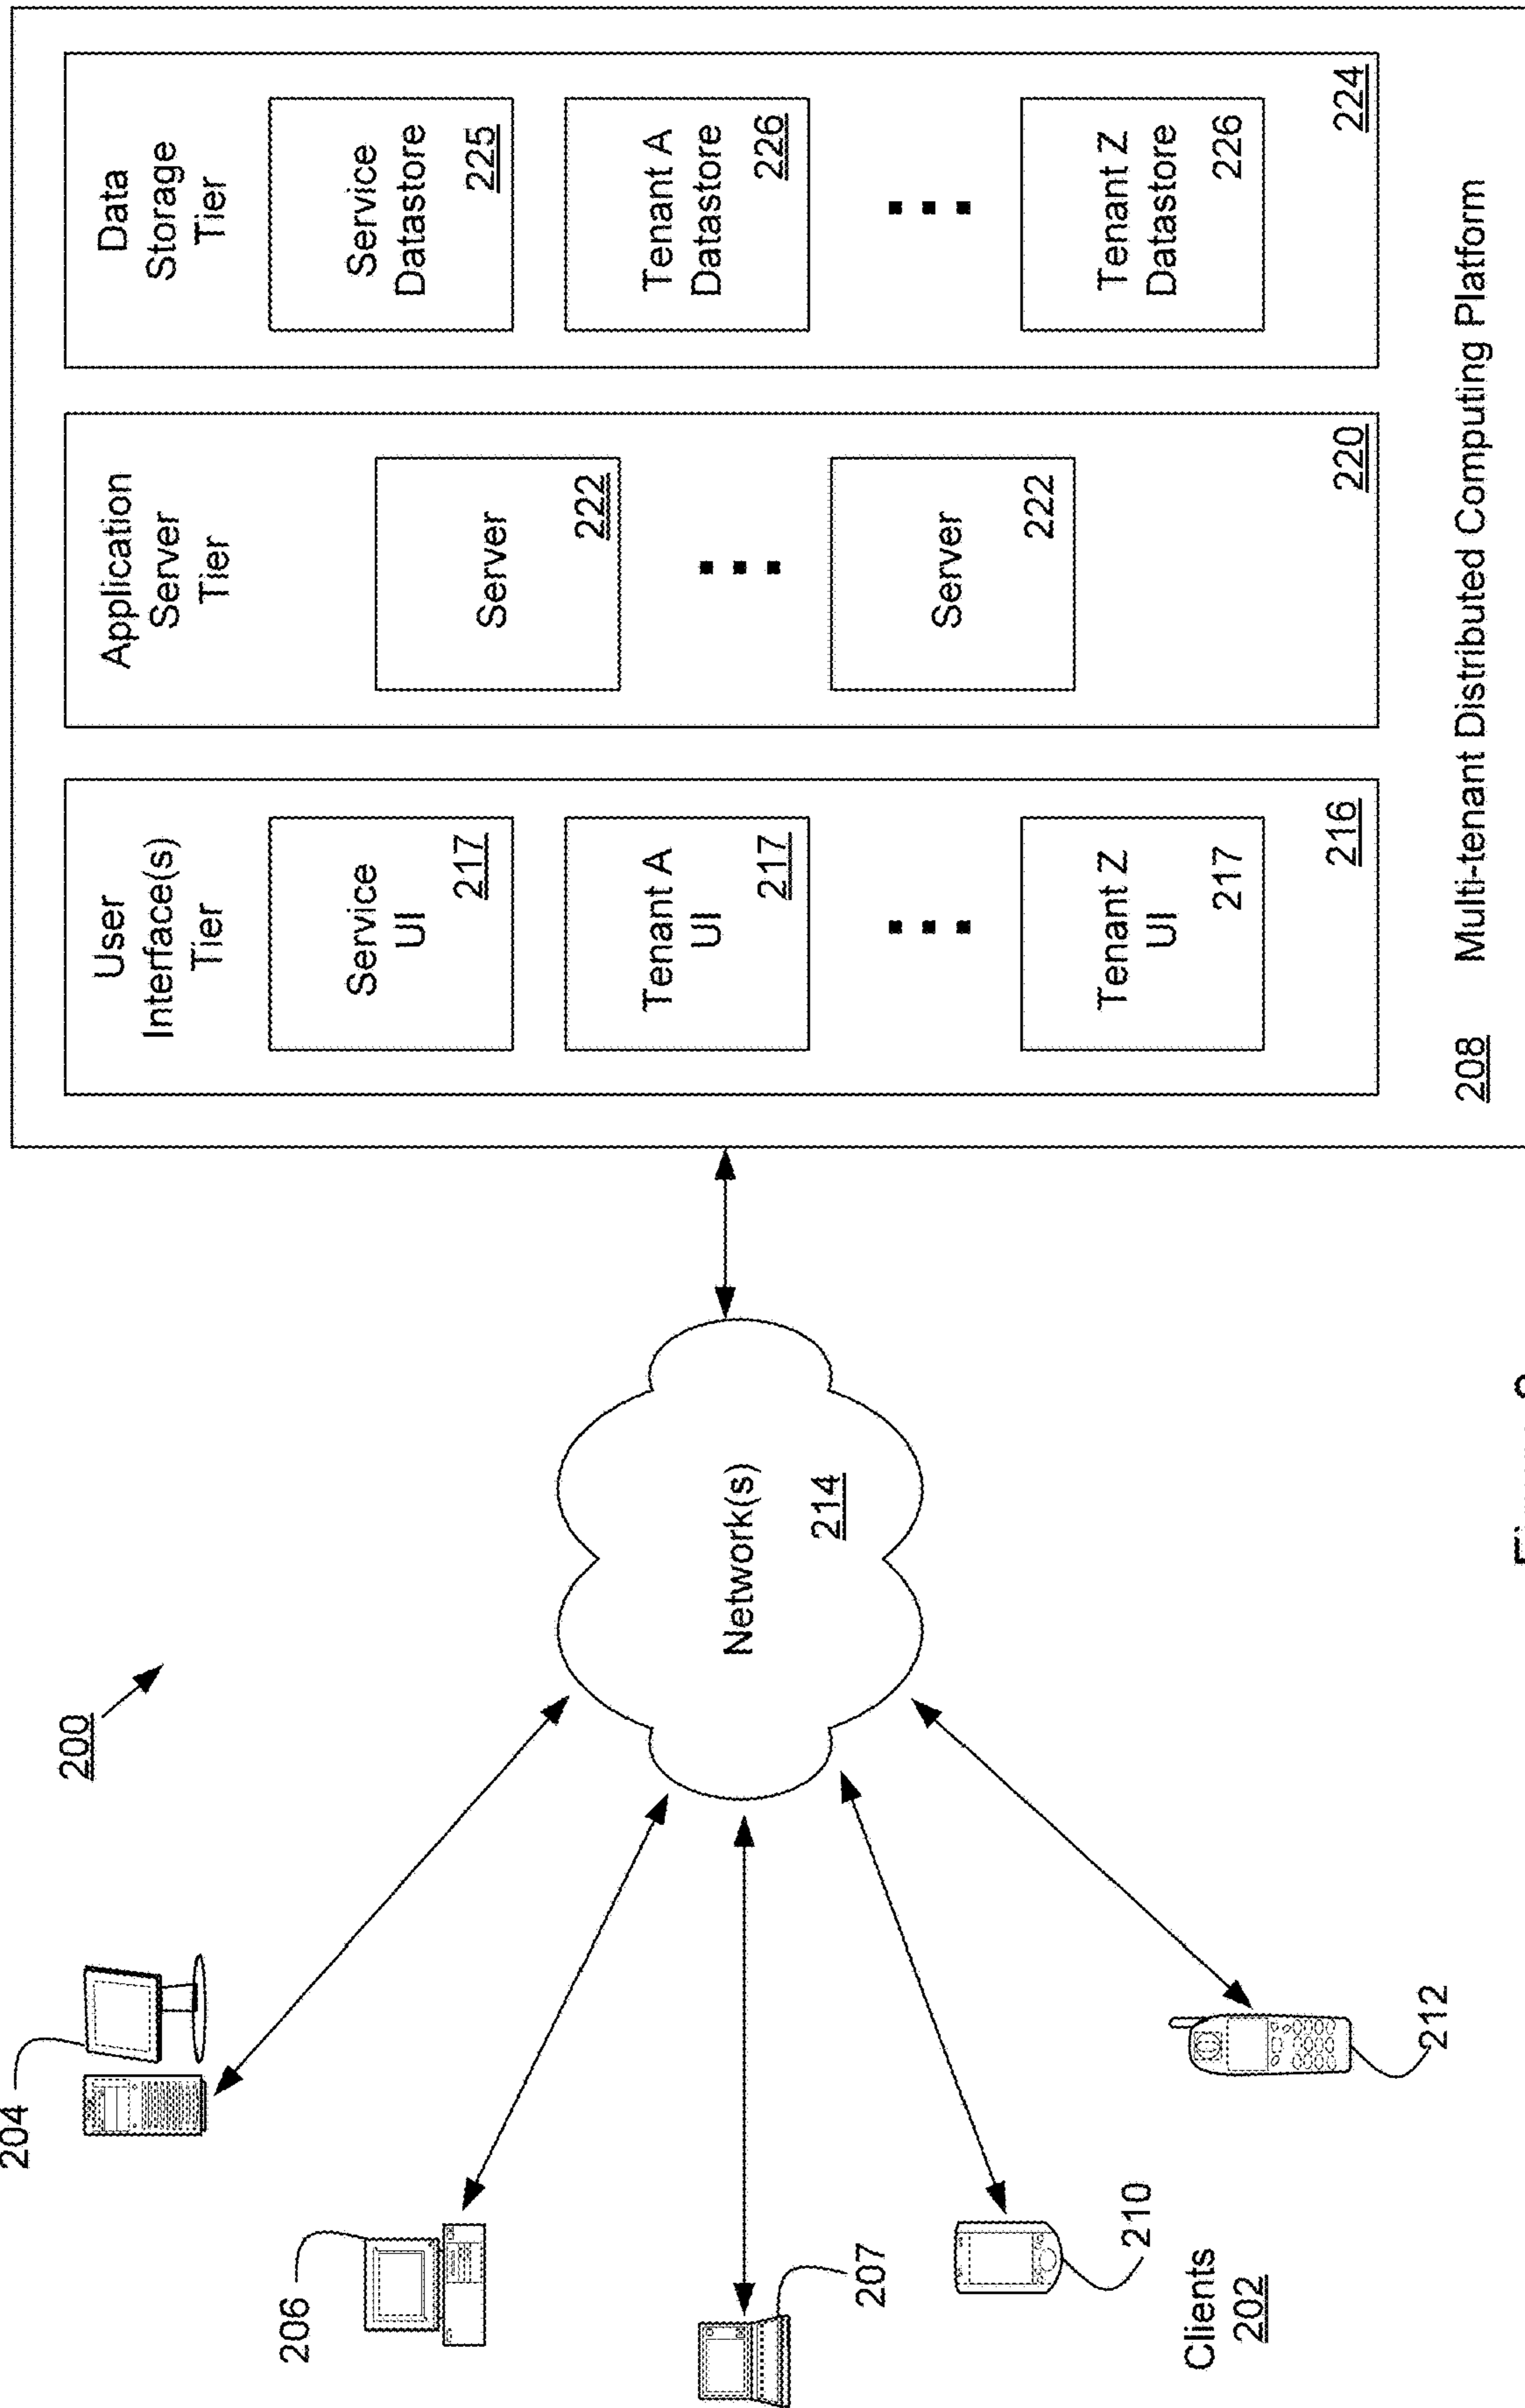 200
204
206
207
210
212
Clients
202
Network(s)
214
User
Interface(s)
Tier
Service
UI
217
Tenant A
UI
217
Tenant Z
UI
217
216
Application
Server
Tier
Server
222
Server
222
220
Data
Storage
Tier
Service
Datastore
225
Tenant A
Datastore
226
Tenant Z
Datastore
226
224
208 Multi-tenant Distributed Computing Platform